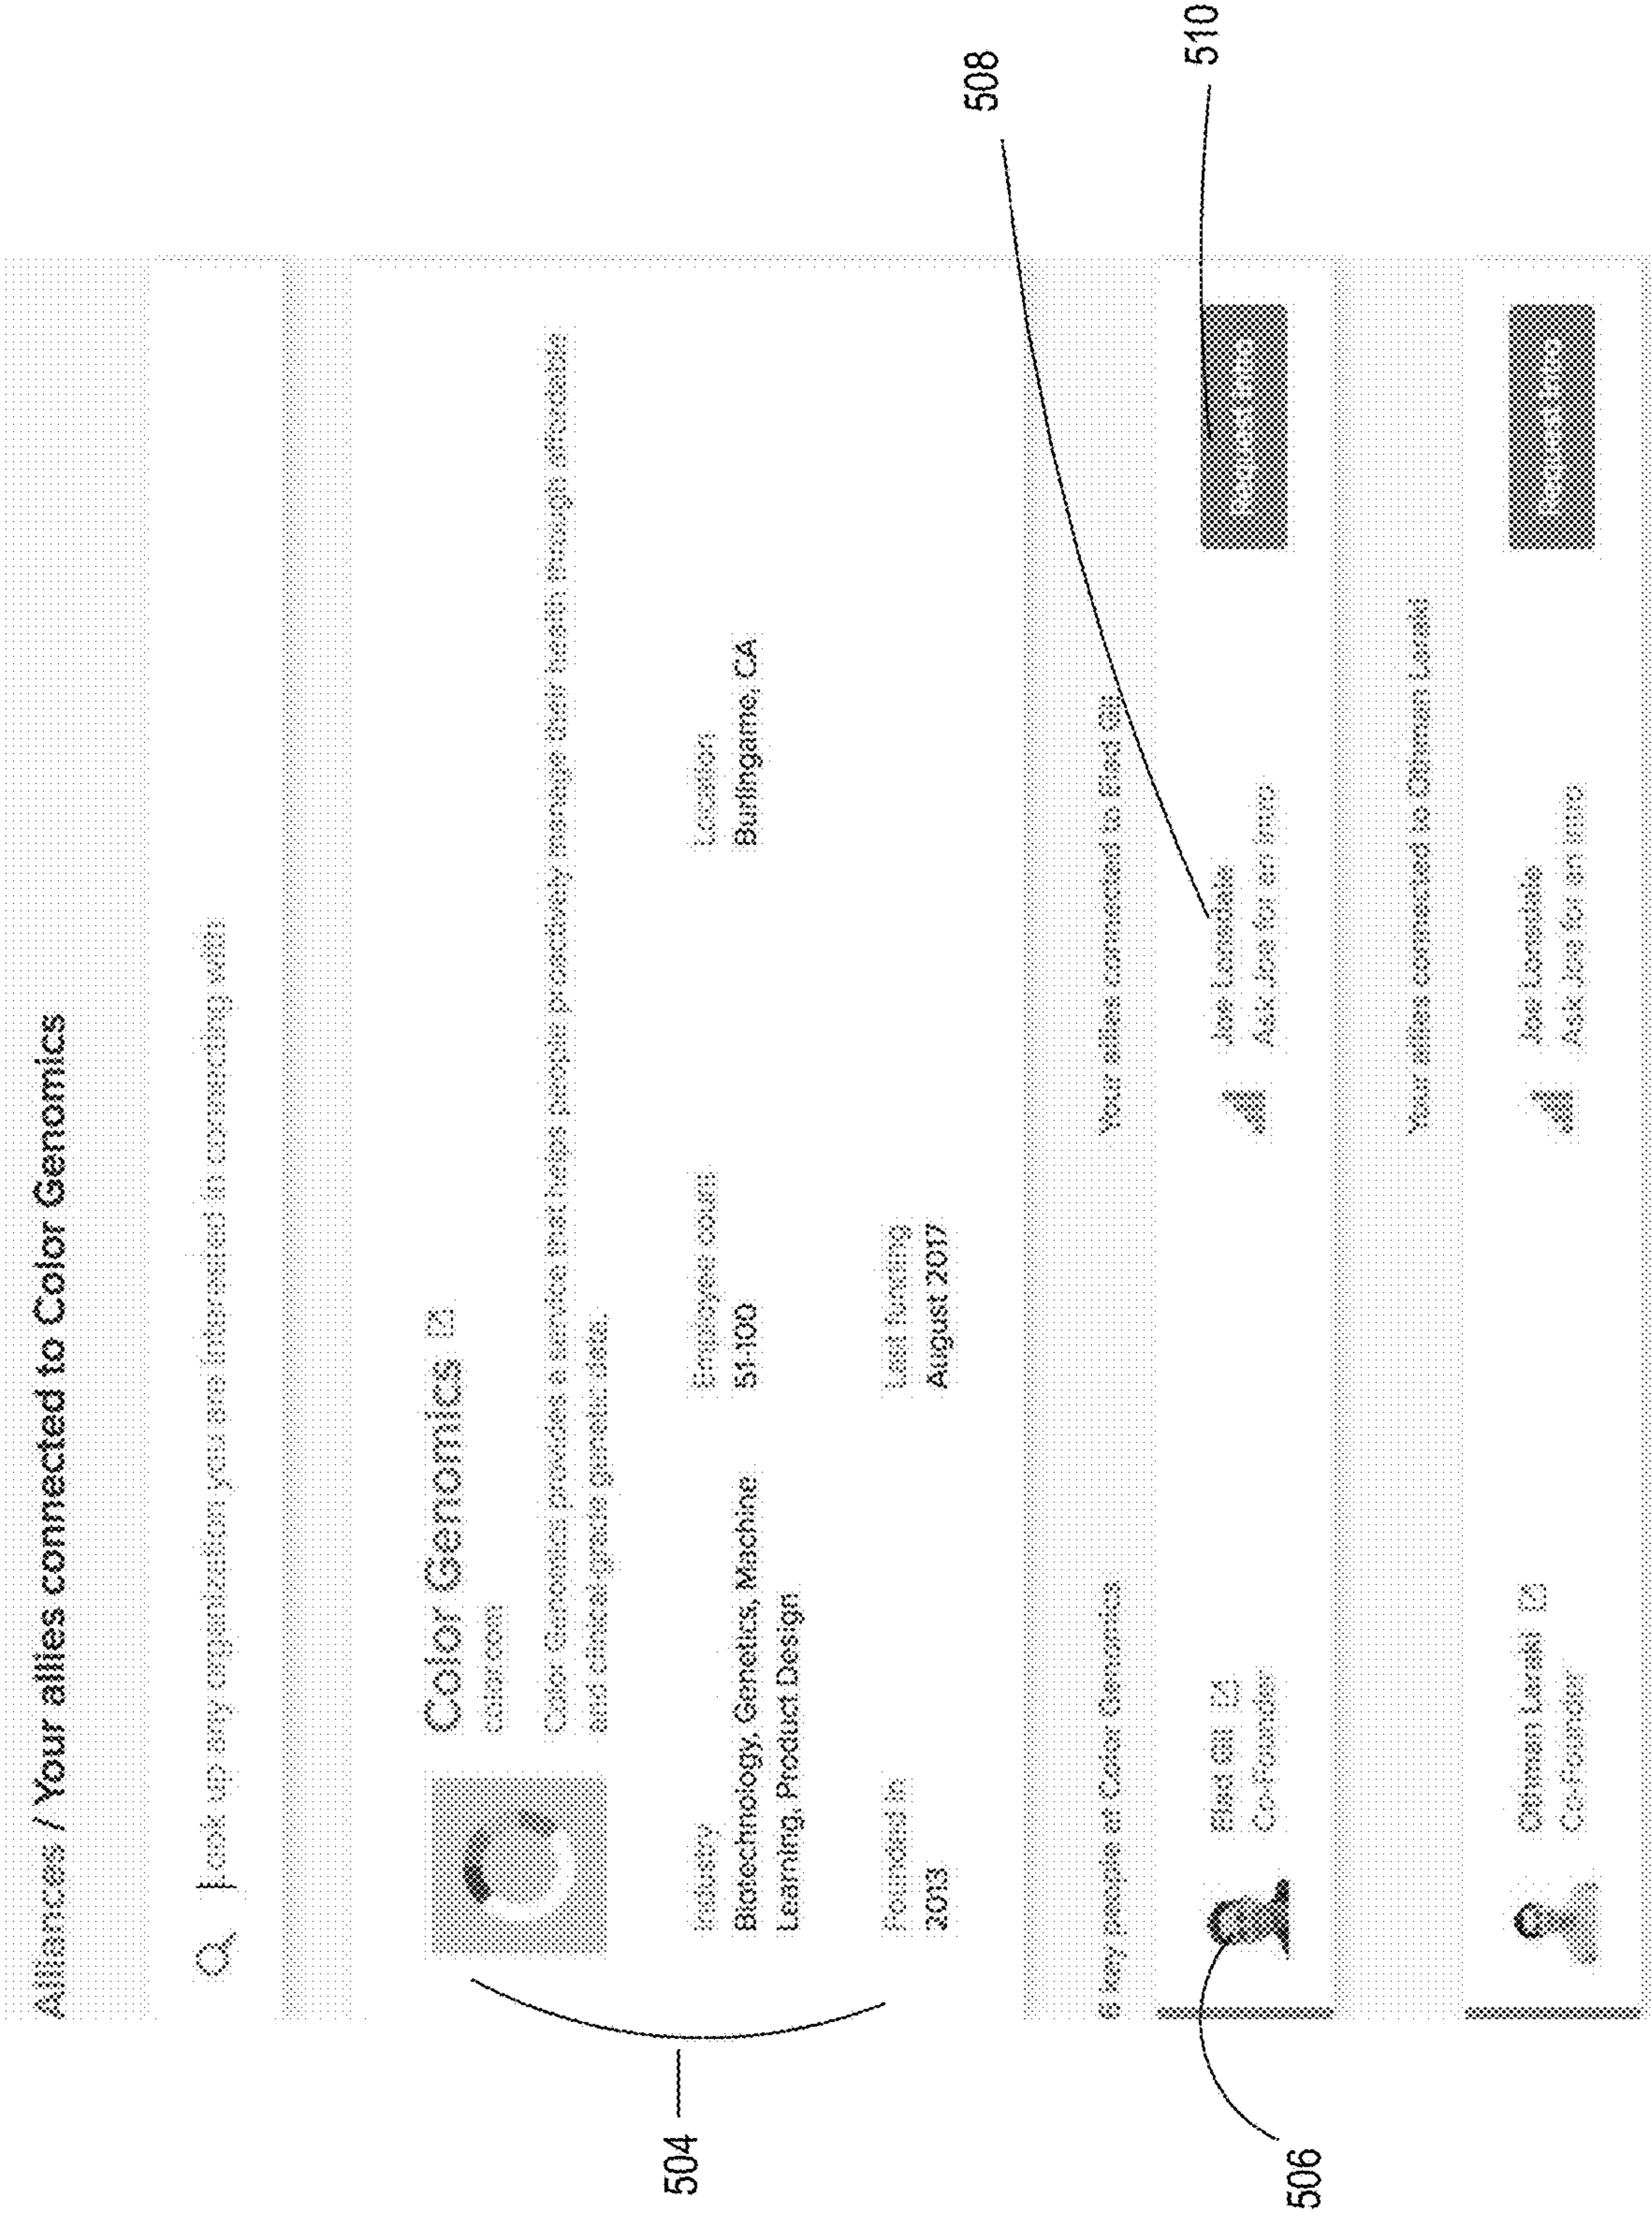 Alliances / Your allies connected to Color Genomics
Look up any organization you are interested in connecting with
Color Genomics
color.com
Color Genomics provides a service that helps people proactively manage their health through affordable
and clinical-grade genetic data.
Industry
Biotechnology, Genetics, Machine
Learning, Product Design
Employee count
51-100
Location
Burlingame, CA
Founded in
2013
Last funding
August 2017
key people at Color Genomics
Your allies connected to Elad Gil
Elad Gil
Co-Founder
Joe Lonsdale
Ask Joe for an intro
Request intro
Your allies connected to Othman Laraki
Othman Laraki
Co-Founder
Joe Lonsdale
Ask Joe for an intro
Request intro
504
506
508
510